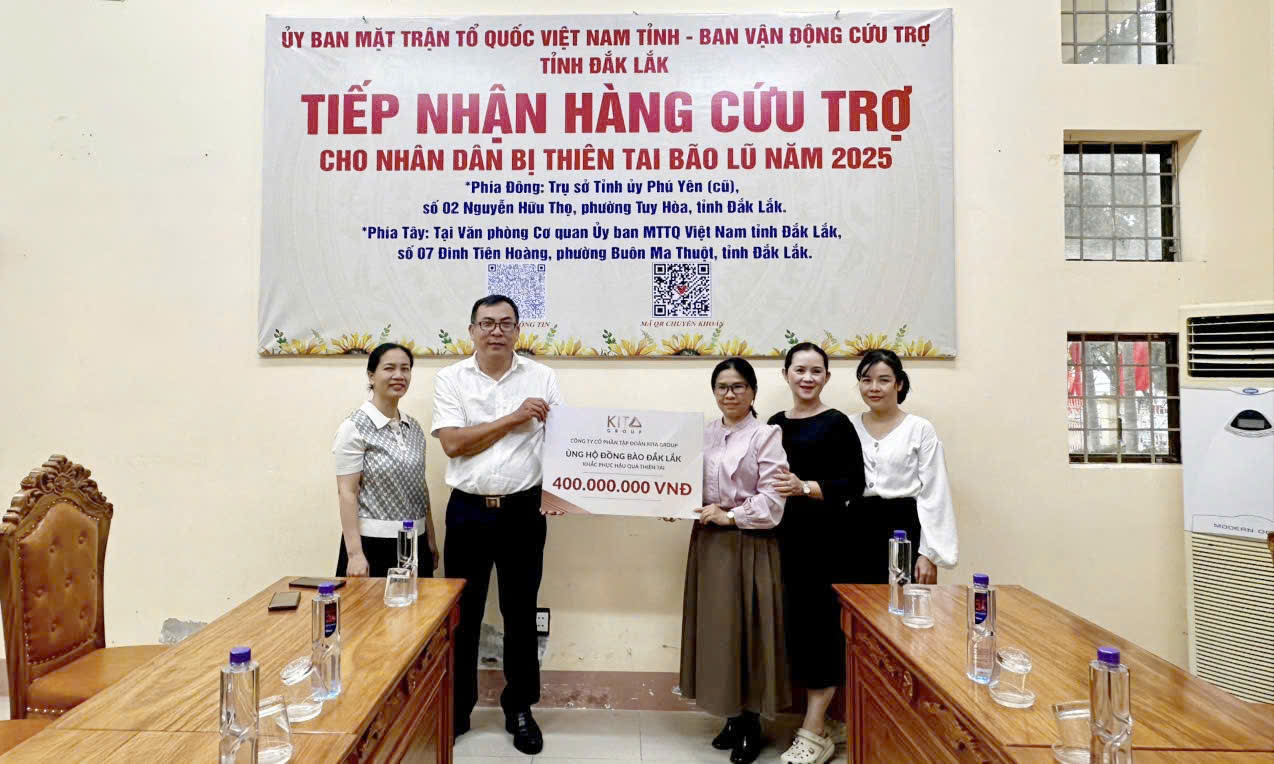 ỦY BAN MẶT TRẬN TỔ QUỐC VIỆT NAM TỈNH - BAN VẬN ĐỘNG CỨU TRỢ
TỈNH ĐẮK LẮK
TIẾP NHẬN HÀNG CỨU TRỢ
CHO NHÂN DÂN BỊ THIÊN TAI BÃO LŨ NĂM 2025
*Phía Đông: Trụ sở Tỉnh ủy Phú Yên (cũ),
số 02 Nguyễn Hữu Thọ, phường Tuy Hòa, tỉnh Đắk Lắk.
*Phía Tây: Tại Văn phòng Cơ quan Ủy ban MTTQ Việt Nam tỉnh Đắk Lắk,
số 07 Đinh Tiên Hoàng, phường Buôn Ma Thuột, tỉnh Đắk Lắk.
TIN
MÃ QR CHUYỂN KHOẢN
KITA
GROUP
CÔNG TY CỔ PHẦN TẬP ĐOÀN KITA GROUP
ỦNG HỘ ĐỒNG BÀO ĐẮK LẮK
KHẮC PHỤC HẬU QUẢ THIÊN TAI
400.000.000 VNĐ